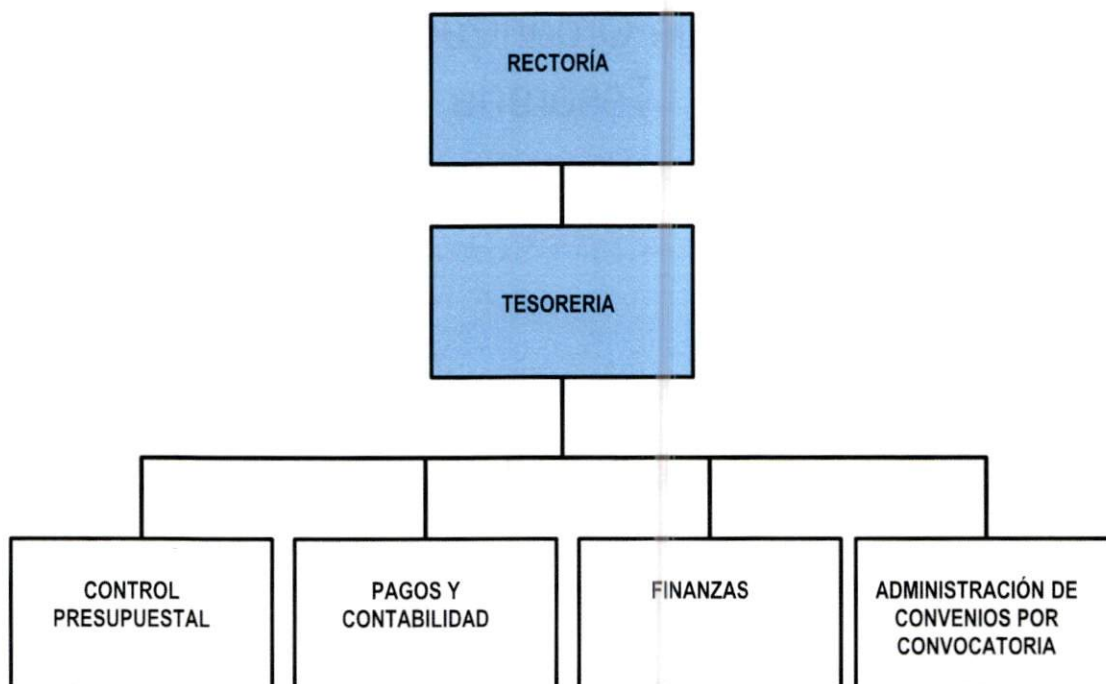 RECTORÍA
TESORERIA
CONTROL
PRESUPUESTAL
PAGOS Y
CONTABILIDAD
FINANZAS
ADMINISTRACIÓN DE
CONVENIOS POR
CONVOCATORIA